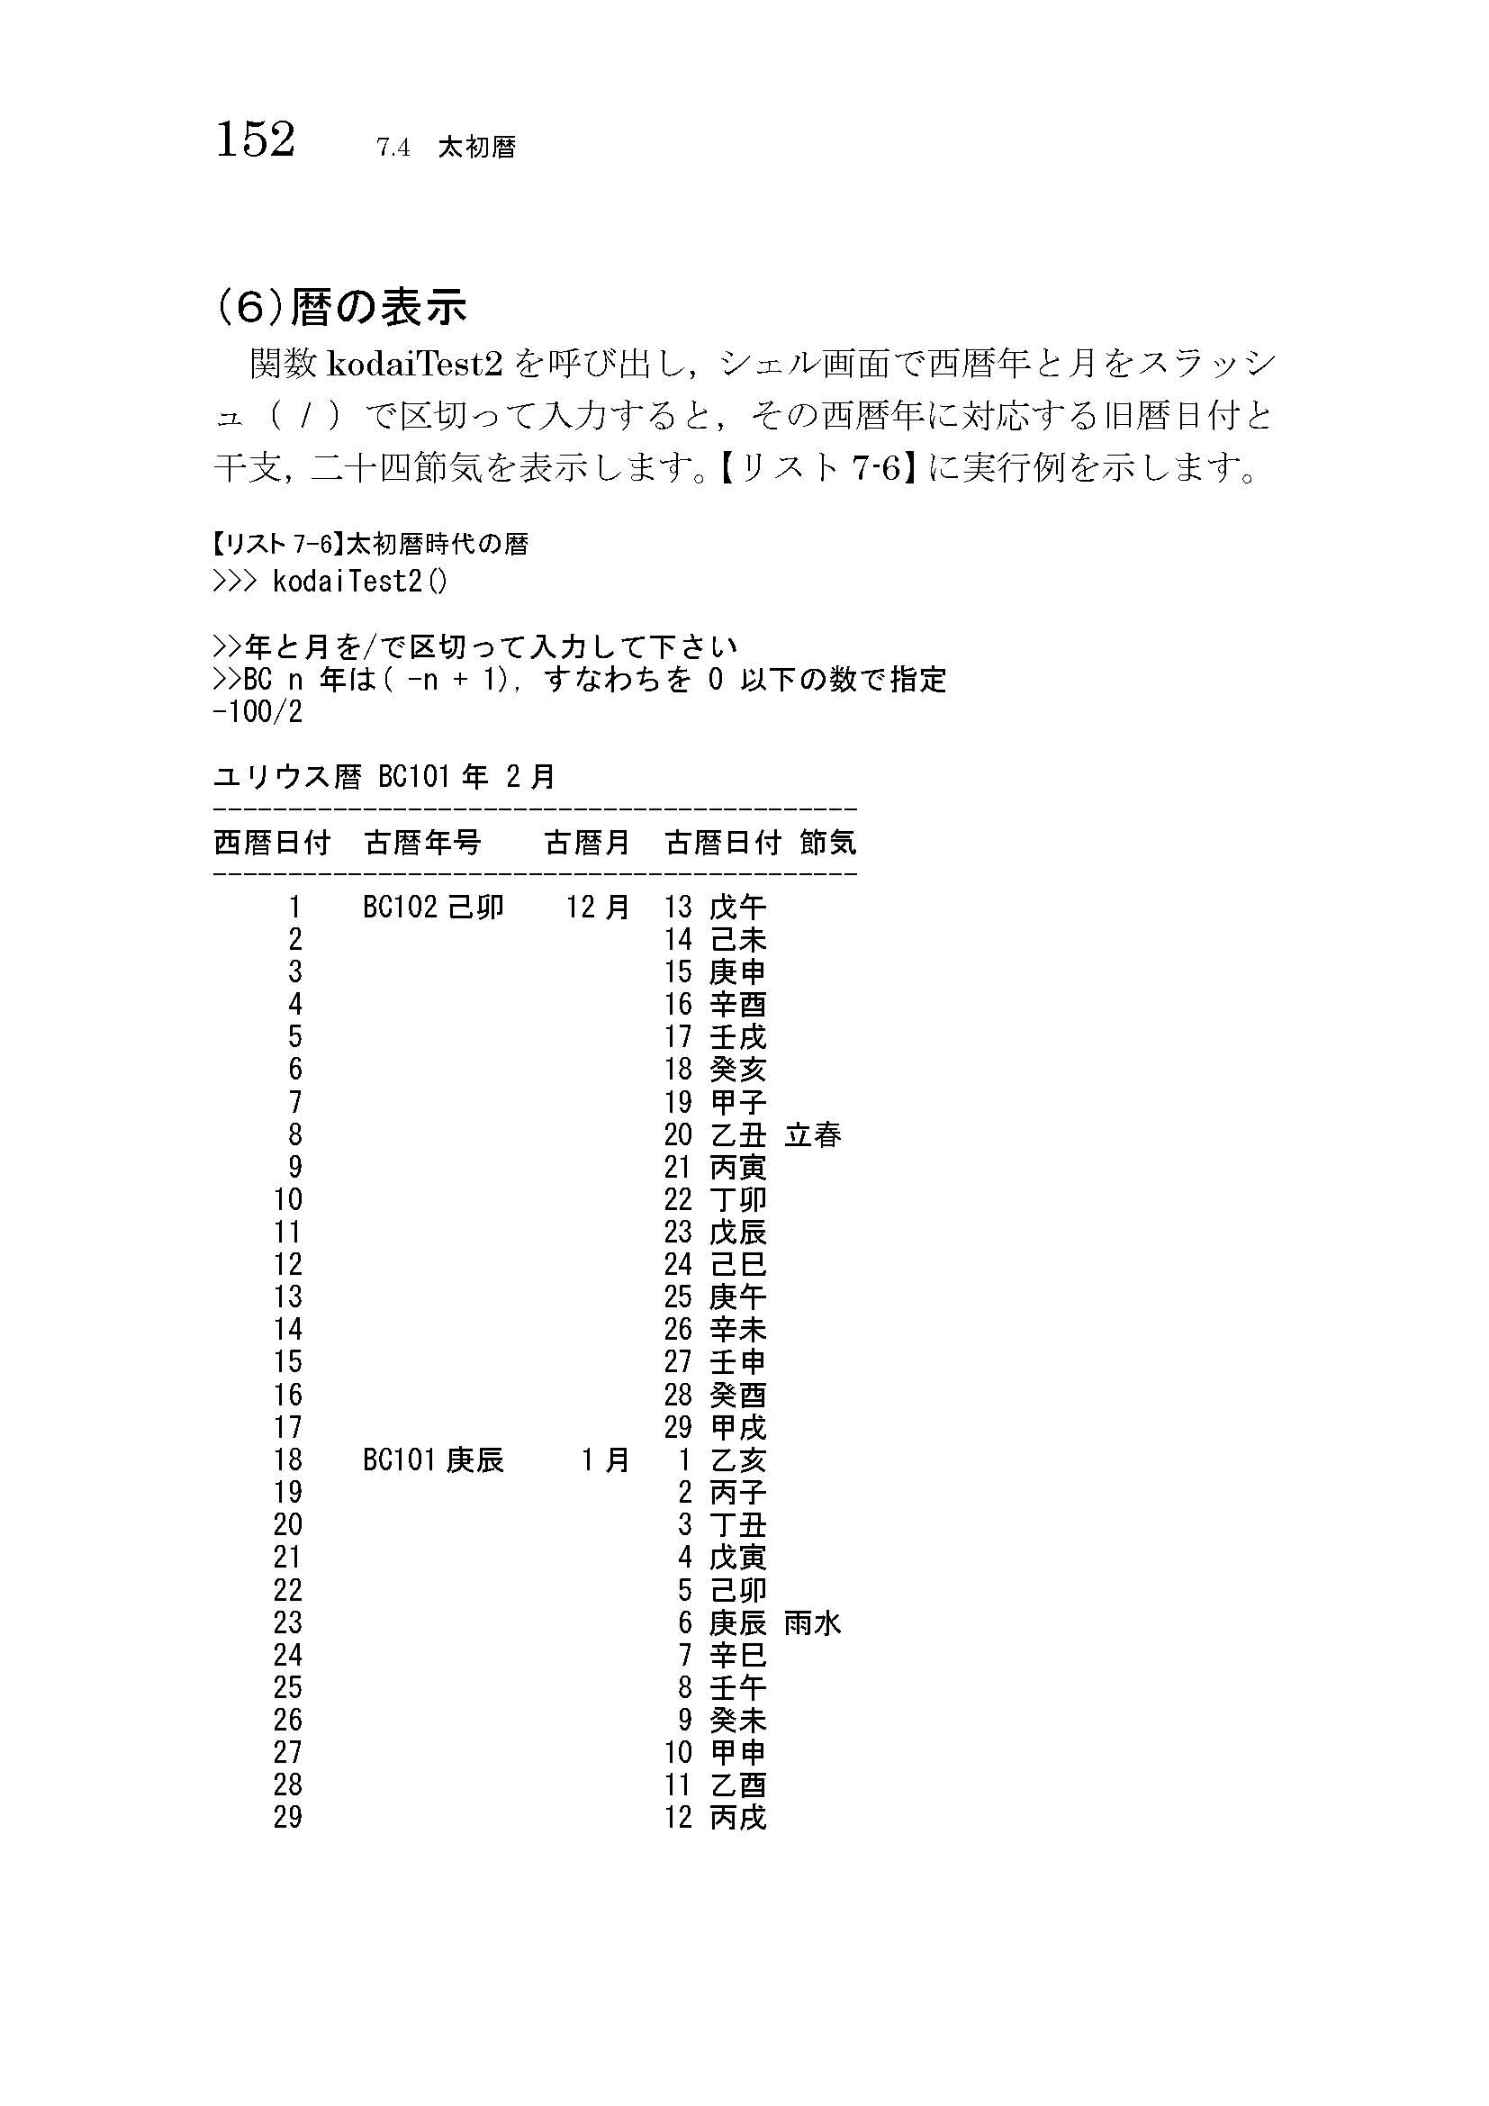 152 7.4 太初暦
(6)暦の表示
関数 kodaiTest2 を呼び出し，シェル画面で西暦年と月をスラッシ
ュ（ / ）で区切って入力すると，その西暦年に対応する旧暦日付と
干支，二十四節気を表示します。【リスト 7-6】に実行例を示します。
【リスト 7-6】太初暦時代の暦
>>> kodaiTest2()
>>年と月を/で区切って入力して下さい
>>BC n 年は( -n + 1)，すなわちを 0 以下の数で指定
-100/2
ユリウス暦 BC101 年 2 月
-------------------------------------------
西暦日付 古暦年号 古暦月 古暦日付 節気
-------------------------------------------
1 BC102 己卯 12 月 13 戊午
2 14 己未
3 15 庚申
4 16 辛酉
5 17 壬戌
6 18 癸亥
7 19 甲子
8 20 乙丑 立春
9 21 丙寅
10 22 丁卯
11 23 戊辰
12 24 己巳
13 25 庚午
14 26 辛未
15 27 壬申
16 28 癸酉
17 29 甲戌
18 BC101 庚辰 1 月 1 乙亥
19 2 丙子
20 3 丁丑
21 4 戊寅
22 5 己卯
23 6 庚辰 雨水
24 7 辛巳
25 8 壬午
26 9 癸未
27 10 甲申
28 11 乙酉
29 12 丙戌